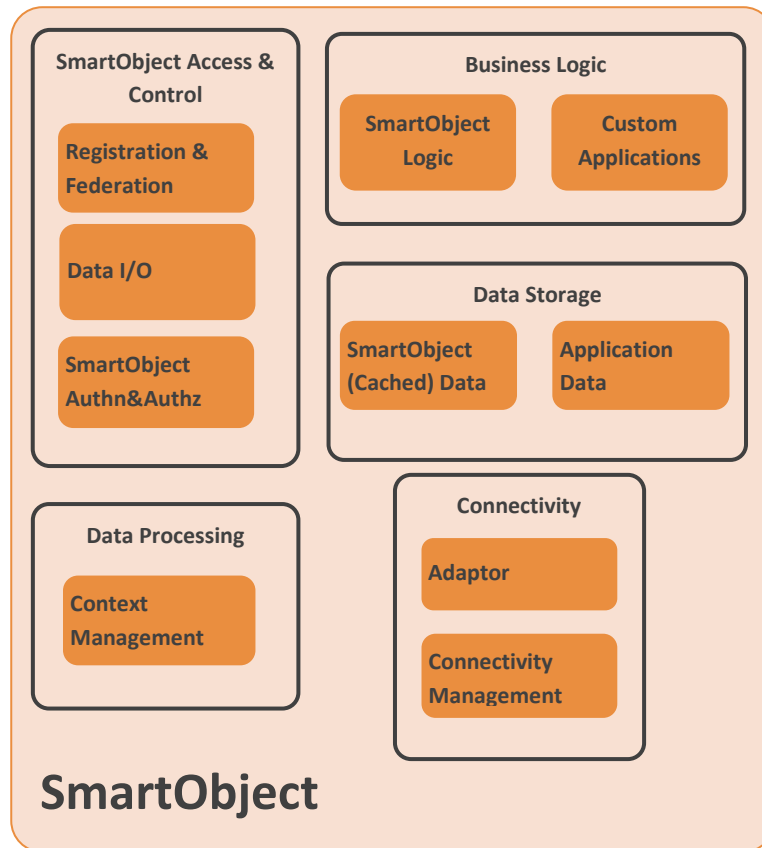 SmartObject Access &
Control
Registration &
Federation
Data I/O
SmartObject
Authn&Authz
Business Logic
SmartObject
Logic
Custom
Applications
Data Storage
SmartObject
(Cached) Data
Application
Data
Data Processing
Context
Management
Connectivity
Adaptor
Connectivity
Management
SmartObject